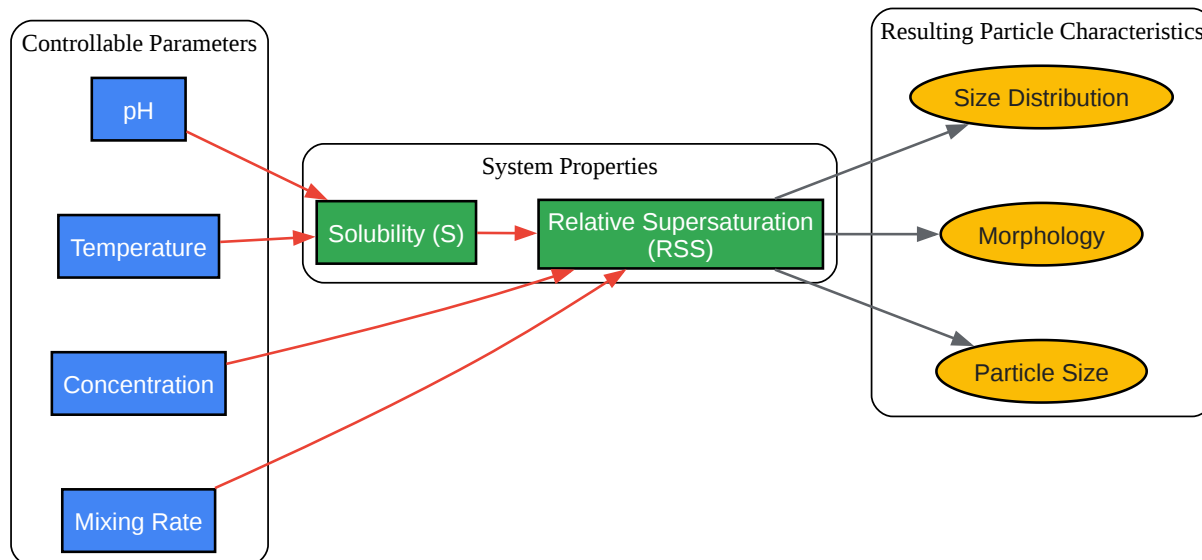 Controllable Parameters
pH
Temperature
Concentration
Mixing Rate
System Properties
Solubility (S)
Relative Supersaturation
(RSS)
Resulting Particle Characteristics
Size Distribution
Morphology
Particle Size